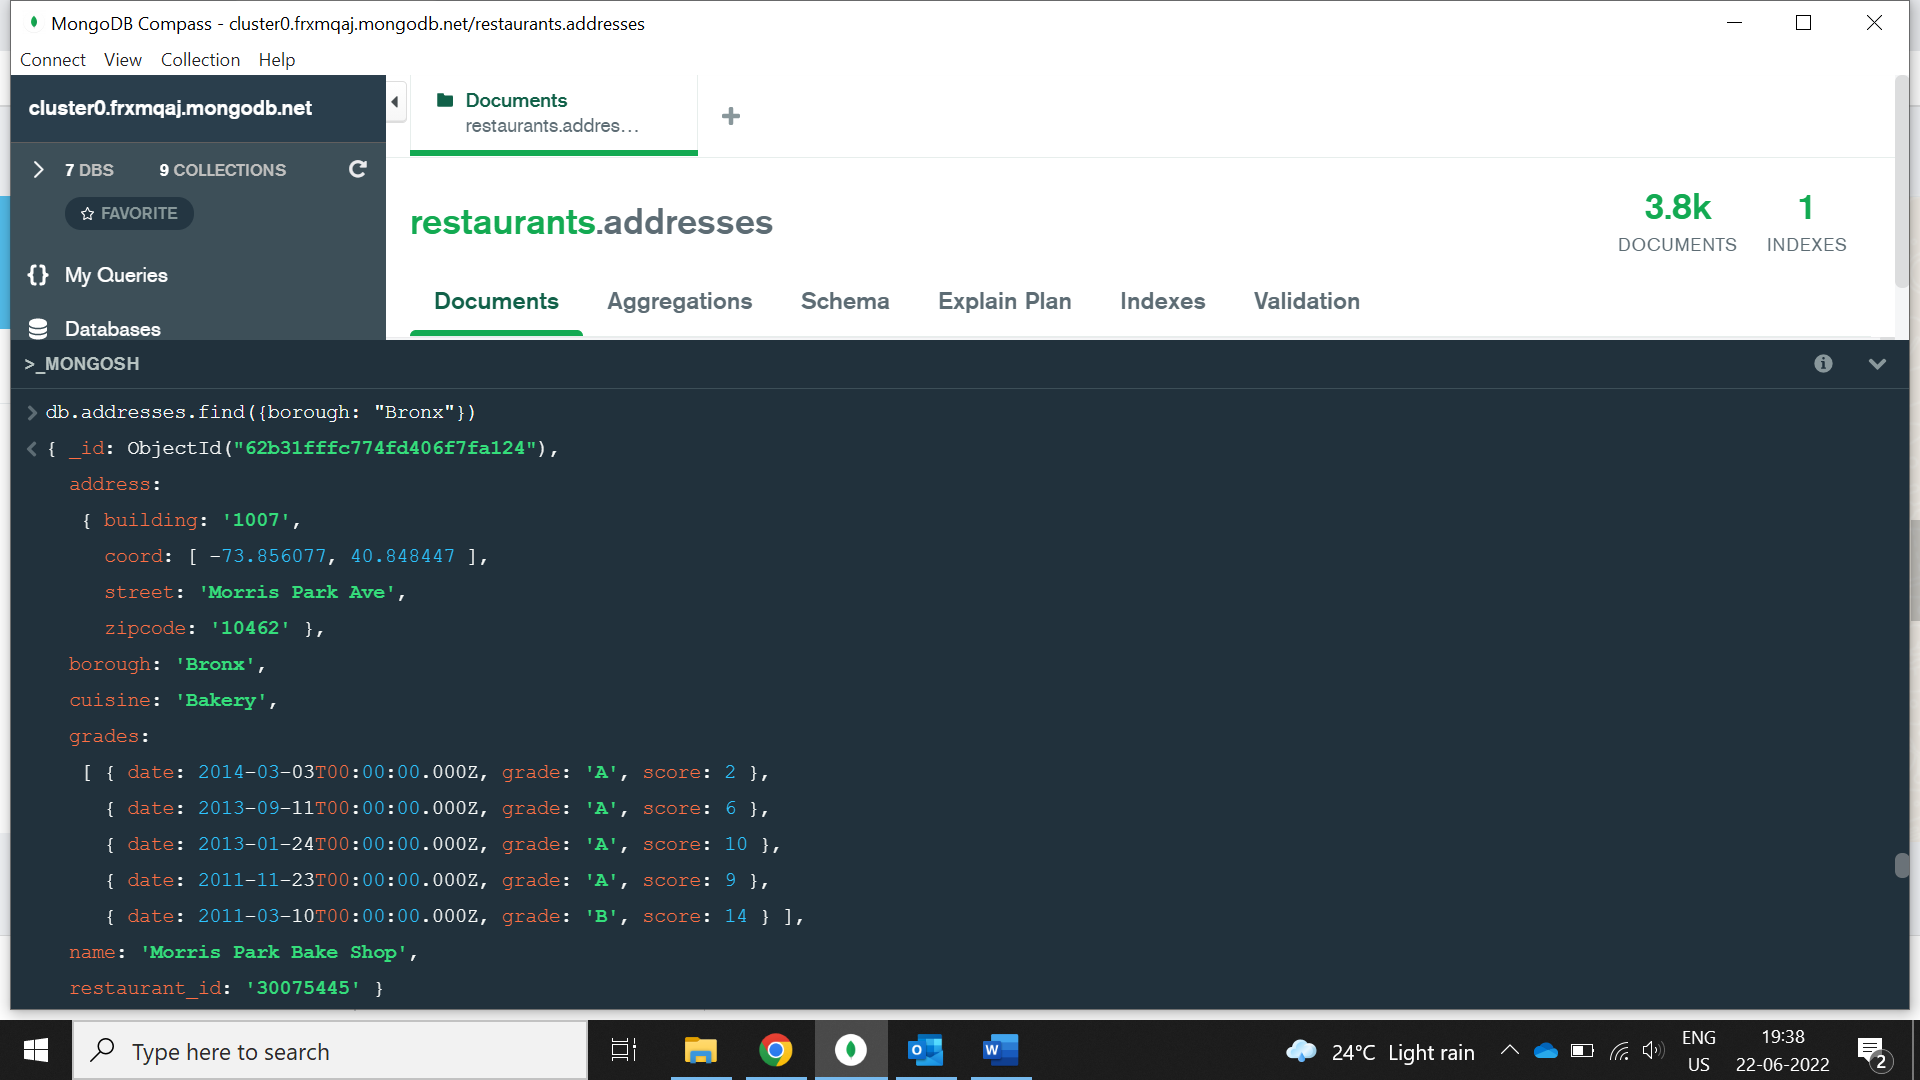 MongoDB Compass - cluster0.frxmqaj.mongodb.net/restaurants.addresses
Connect View Collection Help
cluster0.frxmqaj.mongodb.net
7 DBS 9 COLLECTIONS
FAVORITE
{} My Queries
Databases
Documents
restaurants.addres...
+
restaurants.addresses
3.8k
DOCUMENTS
1
INDEXES
Documents Aggregations Schema Explain Plan Indexes Validation
>_MONGOSH
> db.addresses.find({borough: "Bronx"})
< { _id: ObjectId("62b31fffc774fd406f7fa124"),
address:
{ building: '1007',
coord: [ -73.856077, 40.848447 ],
street: 'Morris Park Ave',
zipcode: '10462' },
borough: 'Bronx',
cuisine: 'Bakery',
grades:
[ { date: 2014-03-03T00:00:00.000Z, grade: 'A', score: 2 },
{ date: 2013-09-11T00:00:00.000Z, grade: 'A', score: 6 },
{ date: 2013-01-24T00:00:00.000Z, grade: 'A', score: 10 },
{ date: 2011-11-23T00:00:00.000Z, grade: 'A', score: 9 },
{ date: 2011-03-10T00:00:00.000Z, grade: 'B', score: 14 } ],
name: 'Morris Park Bake Shop',
restaurant_id: '30075445' }
Type here to search
24°C Light rain
ENG
US
19:38
22-06-2022
2